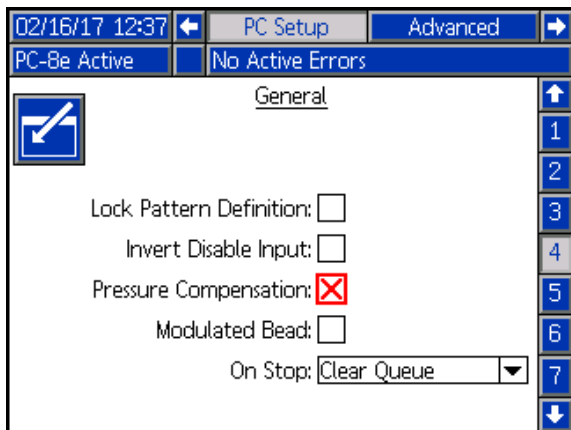 02/16/17 12:37 PC Setup Advanced
PC-8e Active No Active Errors
General
1
2
Lock Pattern Definition: 3
Invert Disable Input: 4
Pressure Compensation: 5
Modulated Bead: 6
On Stop: Clear Queue 7